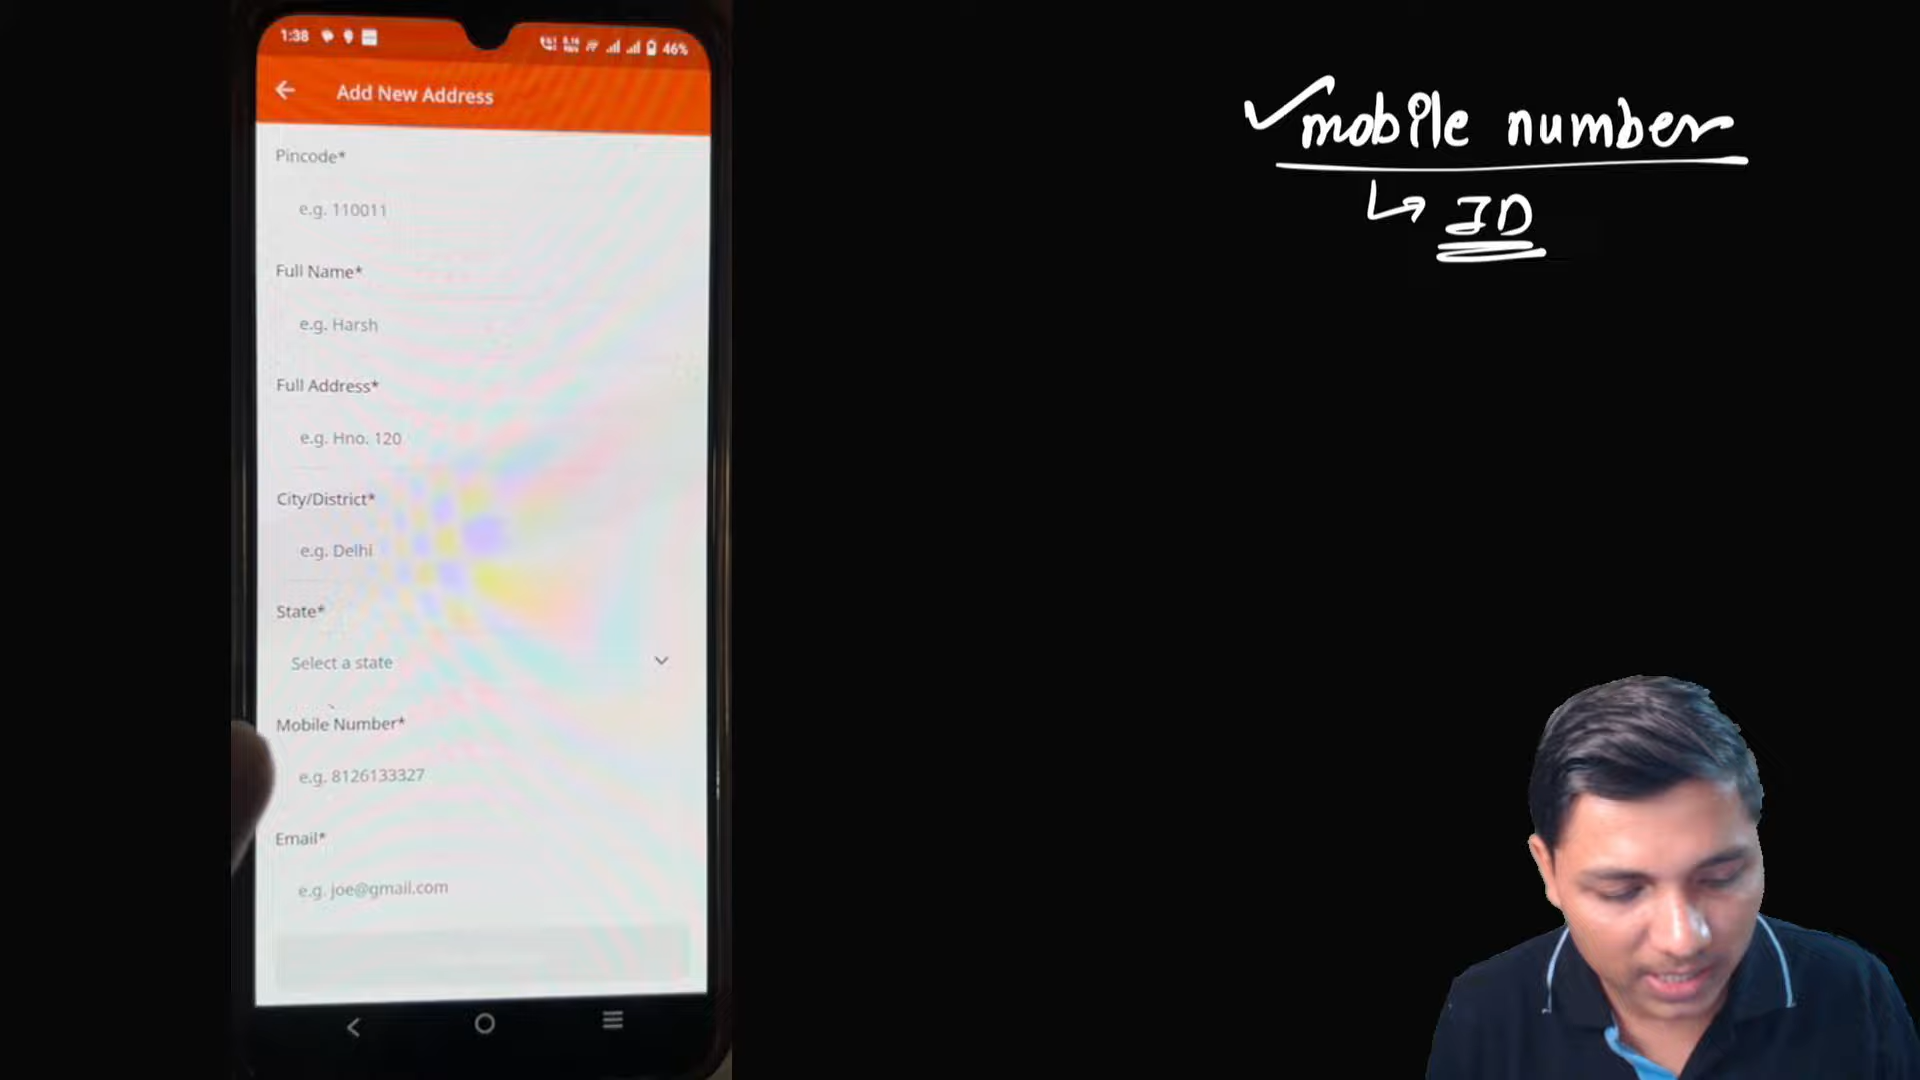 1:38
46%
Add New Address
Pincode*
e.g. 110011
Full Name*
e.g. Harsh
Full Address*
e.g. Hno. 120
City/District*
e.g. Delhi
State*
Select a state
Mobile Number*
e.g. 8126133327
Email*
e.g. joe@gmail.com
mobile number
ID